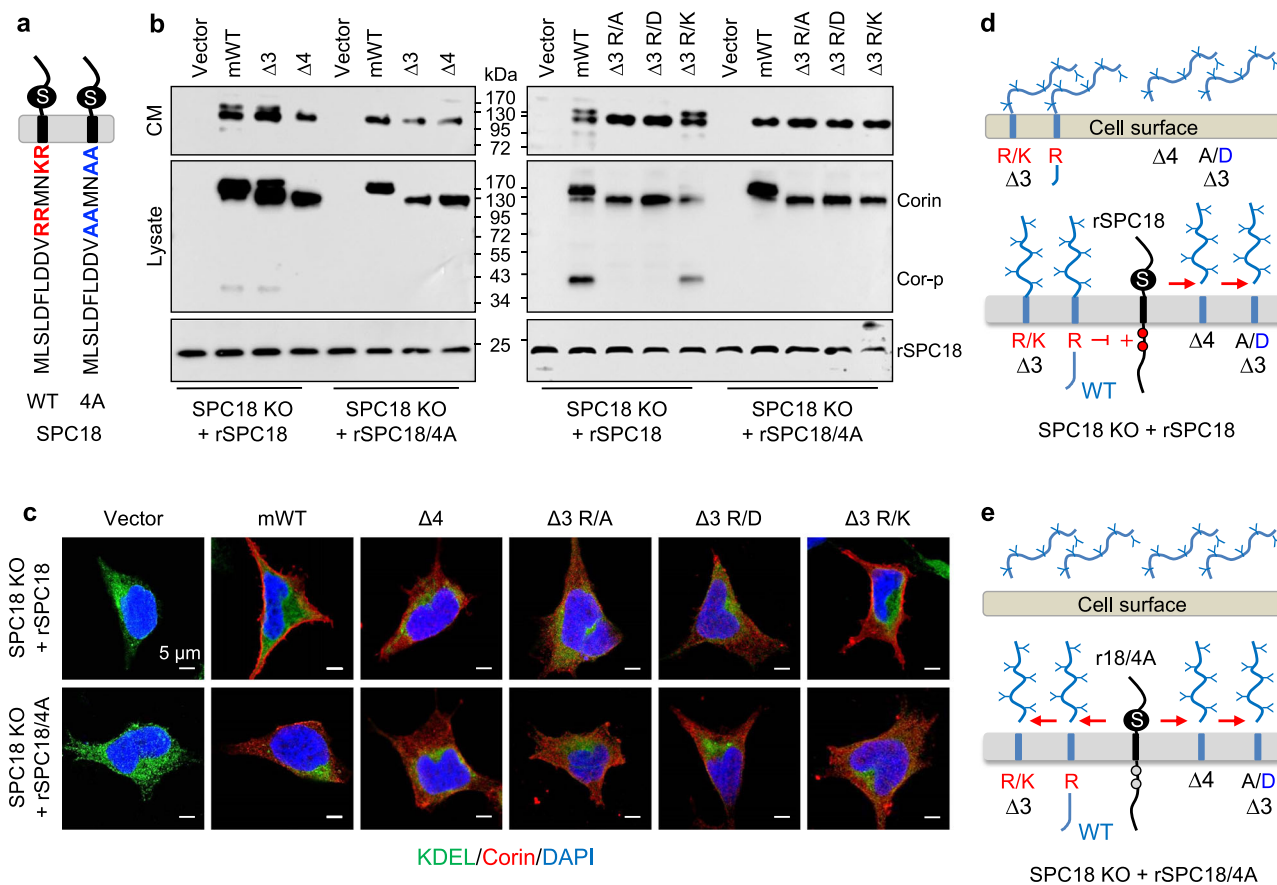 a
S S
MLSLDFLDDVRRMNKR
MLSLDFLDDVAAMNAA
WT 4A
SPC18
b
Vector mWT Δ3 Δ4 Vector mWT Δ3 Δ4
kDa
Vector mWT Δ3 R/A Δ3 R/D Δ3 R/K Vector mWT Δ3 R/A Δ3 R/D Δ3 R/K
CM
170
130
95
72
Lysate
170
130
95
72
55
43
34
26
25
Corin
Cor-p
rSPC18
SPC18 KO
+ rSPC18
SPC18 KO
+ rSPC18/4A
SPC18 KO
+ rSPC18
SPC18 KO
+ rSPC18/4A
c
Vector mWT Δ4 Δ3 R/A Δ3 R/D Δ3 R/K
SPC18 KO
+ rSPC18
5 µm
SPC18 KO
+ rSPC18/4A
KDEL/Corin/DAPI
d
Cell surface
R/K R Δ4 A/D
Δ3 Δ3
rSPC18
S
R/K R + Δ4 A/D
Δ3 Δ3
WT
SPC18 KO + rSPC18
e
Cell surface
r18/4A
S
R/K R Δ4 A/D
Δ3 Δ3
WT
SPC18 KO + rSPC18/4A